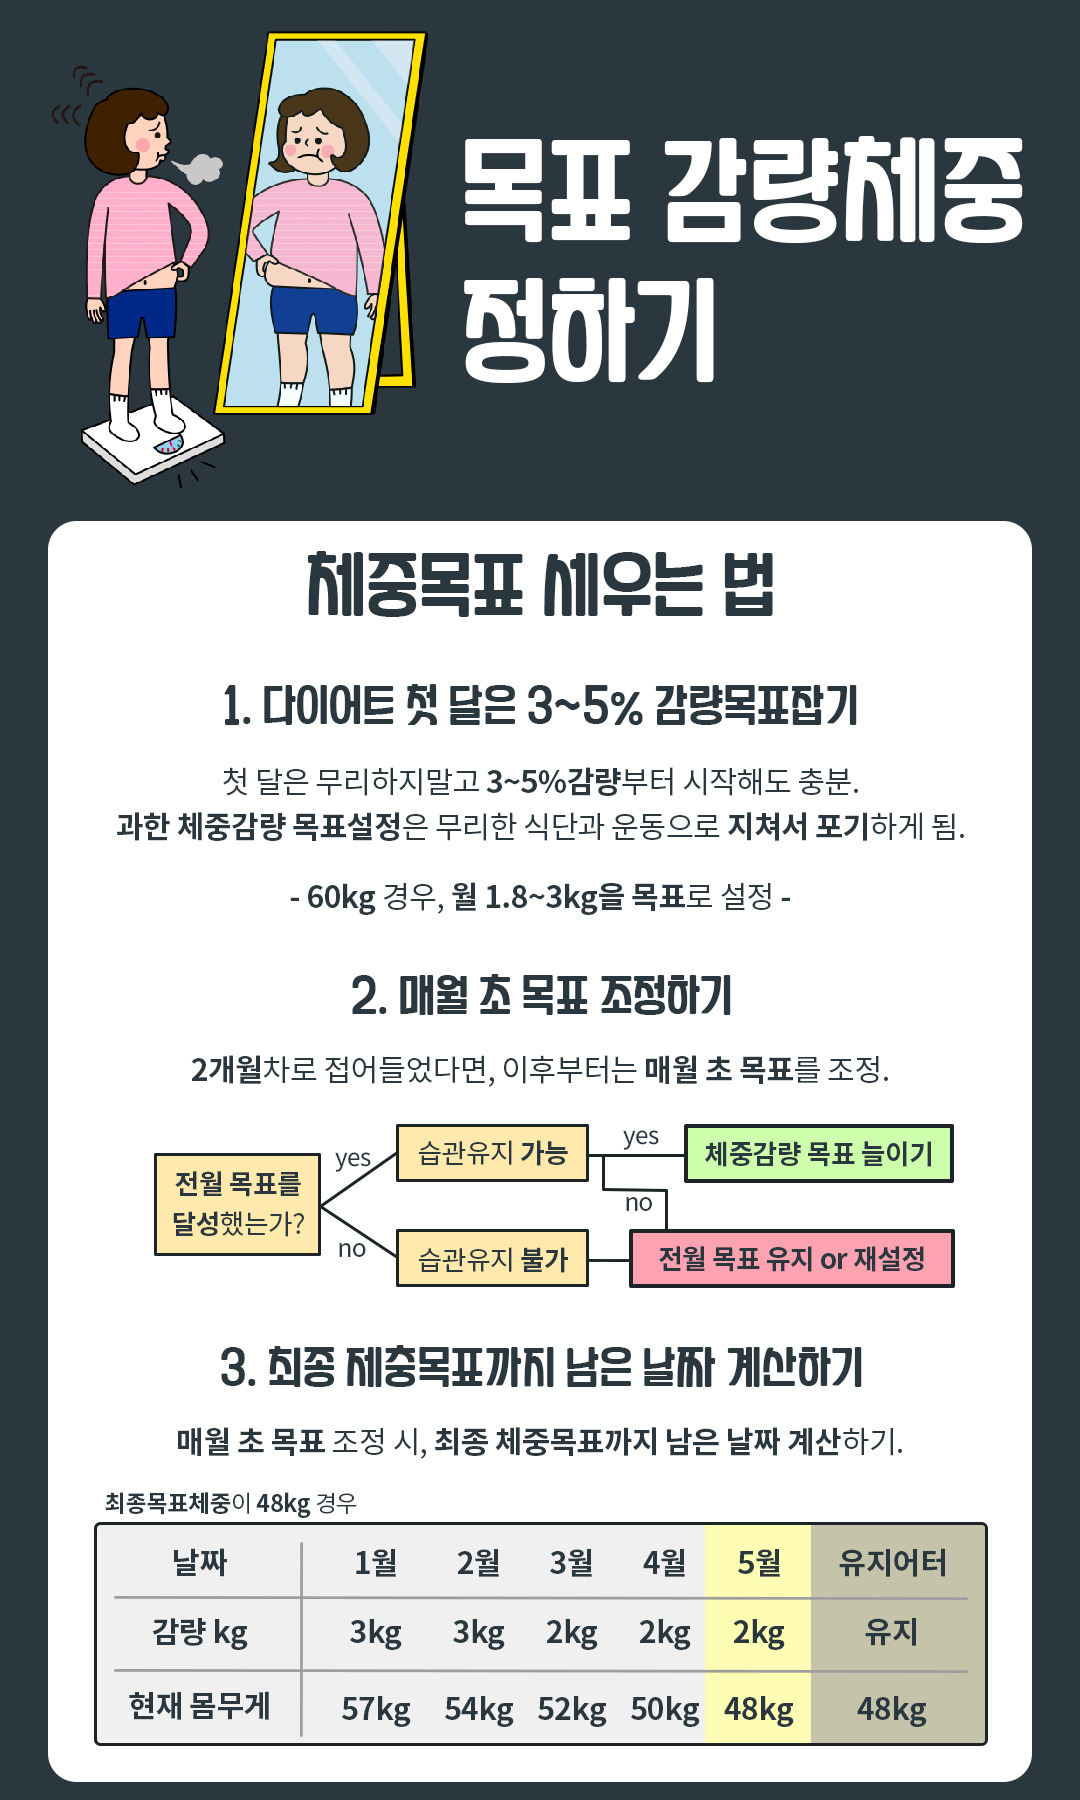 목표 감량체중
정하기
체중목표 세우는 법
1. 다이어트 첫 달은 3~5% 감량목표잡기
첫 달은 무리하지말고 3~5%감량부터 시작해도 충분.
과한 체중감량 목표설정은 무리한 식단과 운동으로 지쳐서 포기하게 됨.
- 60kg 경우, 월 1.8~3kg을 목표로 설정 -
2. 매월 초 목표 조정하기
2개월차로 접어들었다면, 이후부터는 매월 초 목표를 조정.
전월 목표를
달성했는가?
yes
no
습관유지 가능
습관유지 불가
yes
no
체중감량 목표 늘이기
전월 목표 유지 or 재설정
3. 최종 제충목표까지 남은 날짜 계산하기
매월 초 목표 조정 시, 최종 체중목표까지 남은 날짜 계산하기.
최종목표체중이 48kg 경우
날짜 1월 2월 3월 4월 5월 유지어터
감량 kg 3kg 3kg 2kg 2kg 2kg 유지
현재 몸무게 57kg 54kg 52kg 50kg 48kg 48kg